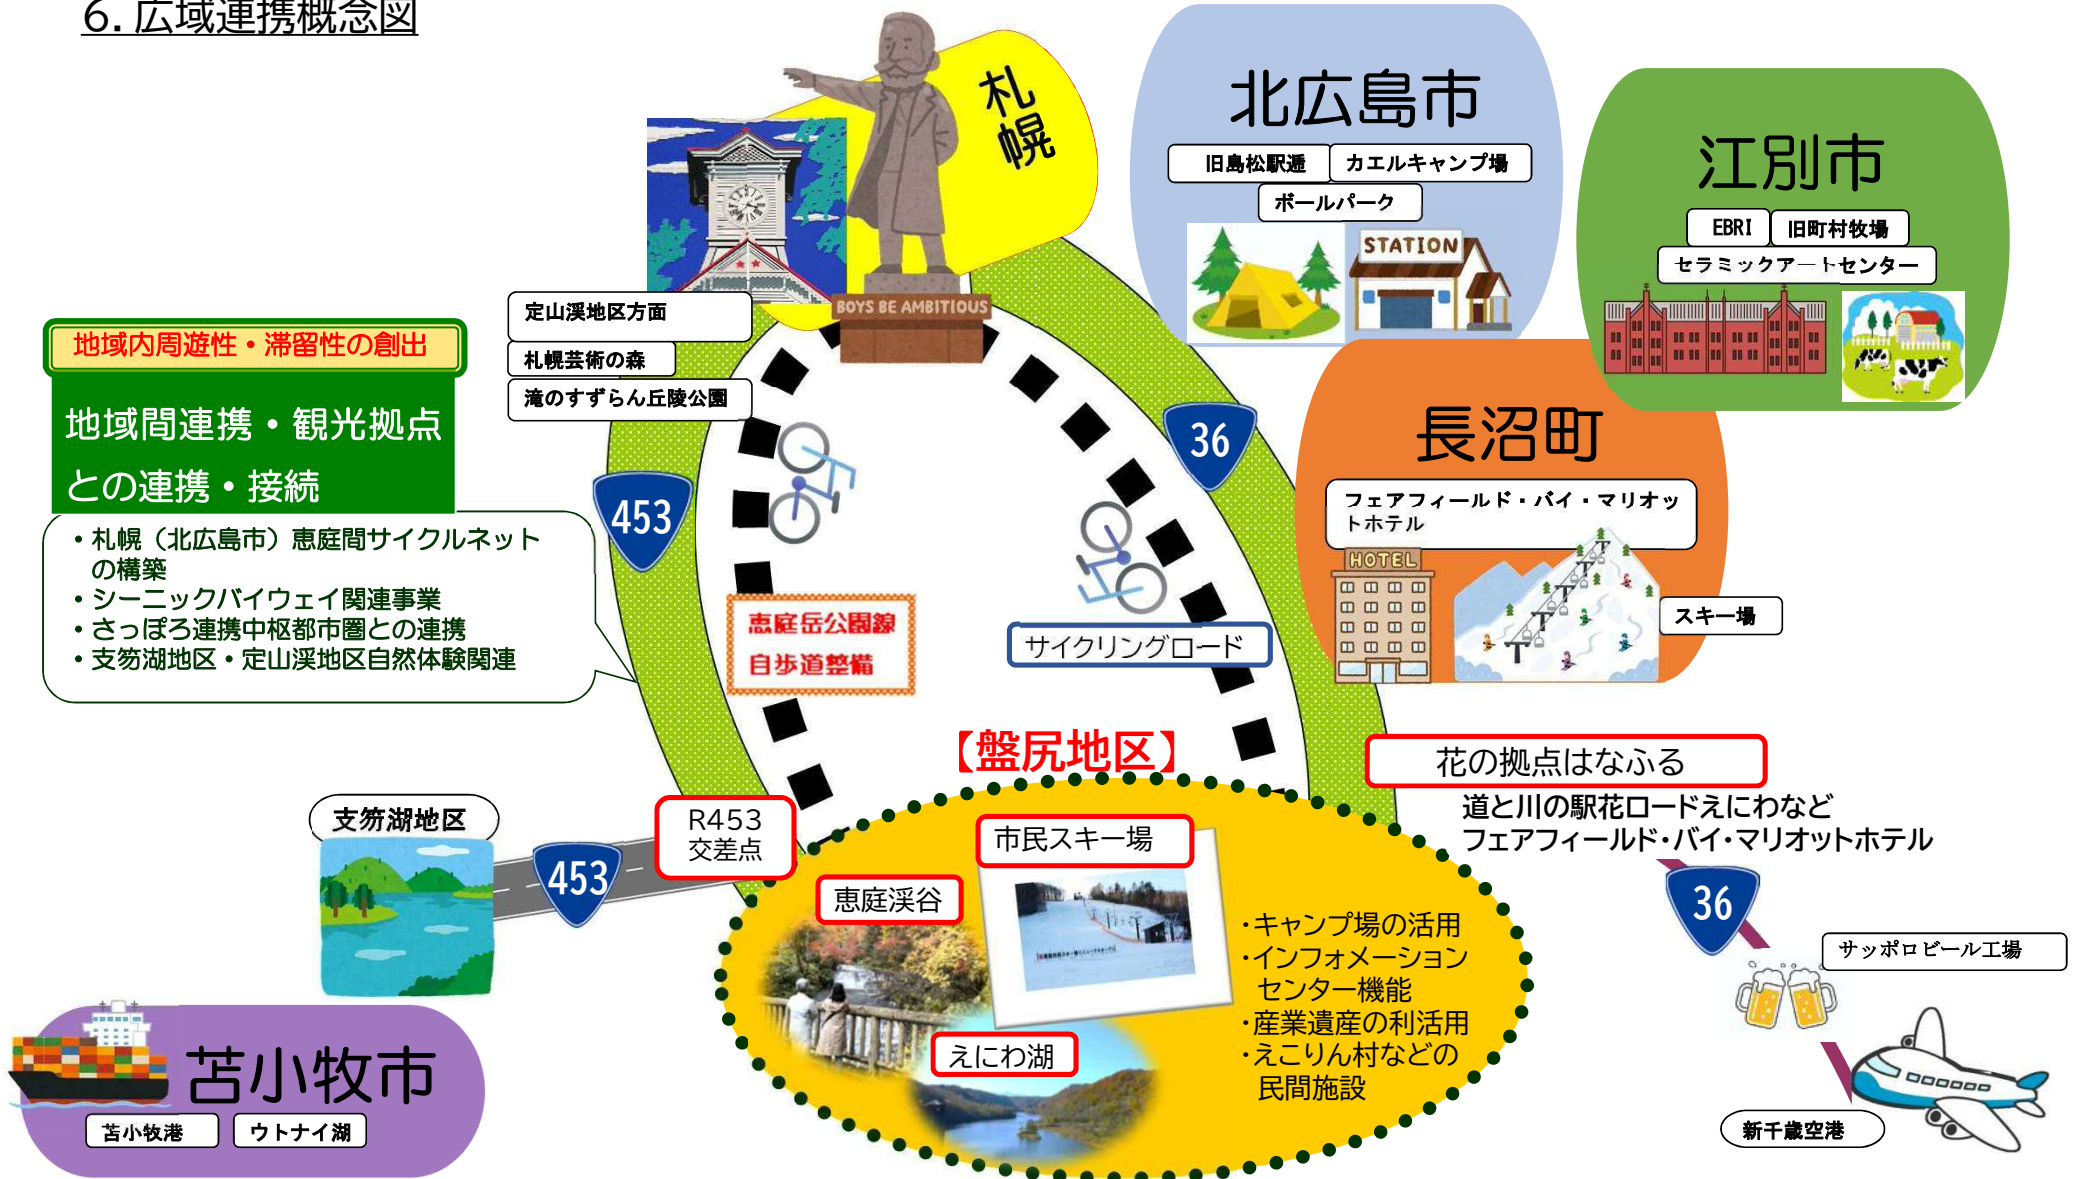 6. 広域連携概念図
札幌
BOYS BE AMBITIOUS
北広島市
旧島松駅逓
カエルキャンプ場
ボールパーク
STATION
江別市
EBRI
旧町村牧場
セラミックアートセンター
定山渓地区方面
札幌芸術の森
滝のすずらん丘陵公園
地域内周遊性・滞留性の創出
地域間連携・観光拠点
との連携・接続
・札幌（北広島市）恵庭間サイクルネット
の構築
・シーニックバイウェイ関連事業
・さっぽろ連携中枢都市圏との連携
・支笏湖地区・定山渓地区自然体験関連
453
36
長沼町
フェアフィールド・バイ・マリオッ
トホテル
HOTEL
スキー場
恵庭岳公園線
自歩道整備
サイクリングロード
【盤尻地区】
花の拠点はなふる
道と川の駅花ロードえにわなど
フェアフィールド・バイ・マリオットホテル
支笏湖地区
453
R453
交差点
市民スキー場
恵庭渓谷
えにわ湖
・キャンプ場の活用
・インフォメーション
センター機能
・産業遺産の利活用
・えこりん村などの
民間施設
36
サッポロビール工場
新千歳空港
苫小牧市
苫小牧港
ウトナイ湖